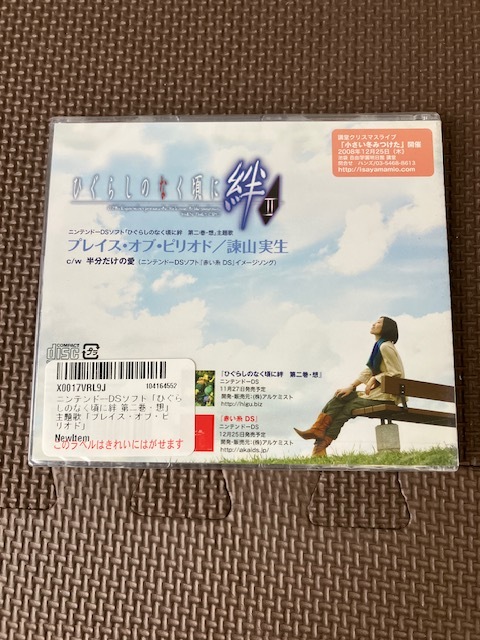 聴堂クリスマスライブ
「小さい冬みつけた」開催
2008年12月25日（木）
http://isayamamio.com
ひぐらしのなく頃に絆
II
ニンテンドーDSソフト「ひぐらしのなく頃に絆 第二巻・想」主題歌
プレイス・オブ・ピリオド／諫山実生
c/w 半分だけの愛（ニンテンドーDSソフト『赤い糸 DS』イメージソング）
COMPACT
disc
X0017VRL9J
104164552
ニンテンドーDSソフト「ひぐら
しのなく頃に絆 第二巻・想」
主題歌「プレイス・オブ・ピ
リオド」
NewItem
このラベルはきれいにはがせます
『ひぐらしのなく頃に絆 第二巻・想』
ニンテンドーDS
11月27日発売予定
開発・販売元：（株）アルケミスト
http://higu.biz
『赤い糸 DS』
ニンテンドーDS
12月25日発売予定
開発・販売元：（株）アルケミスト
http://akaids.jp/